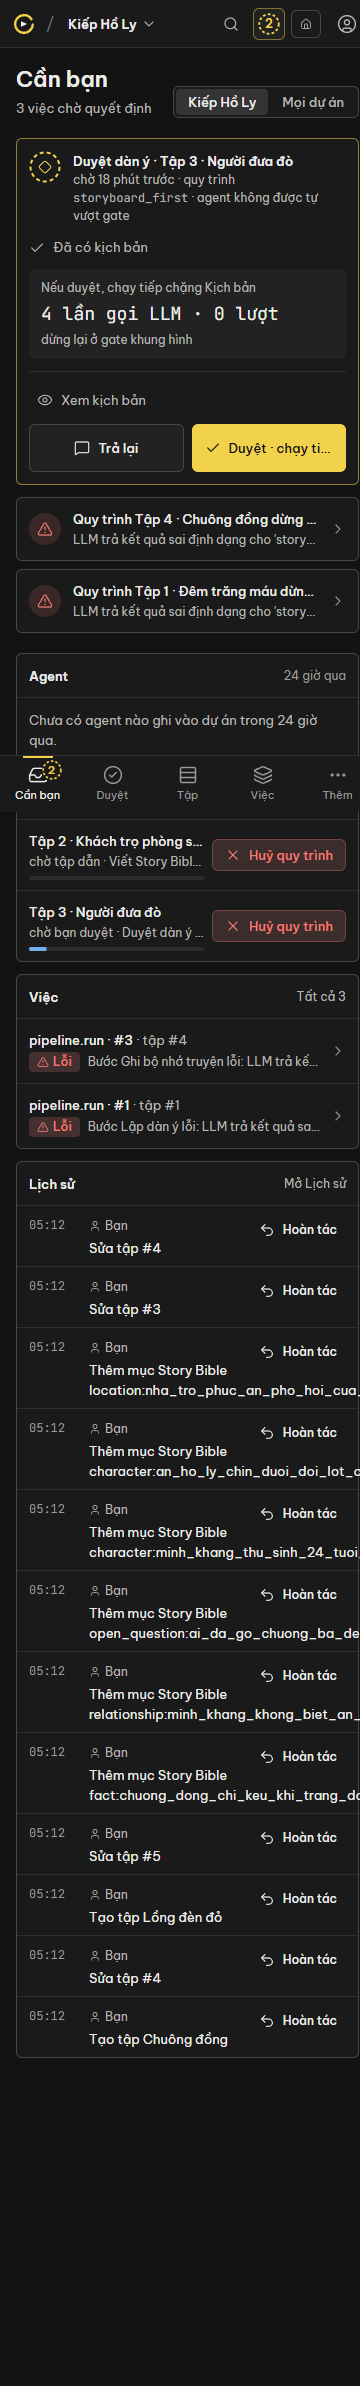 / Kiếp Hồ Ly 2
Cần bạn
3 việc chờ quyết định
Kiếp Hồ Ly Mọi dự án
Duyệt dàn ý · Tập 3 · Người đưa đò
chờ 18 phút trước · quy trình
storyboard_first · agent không được tự
vượt gate
Đã có kịch bản
Nếu duyệt, chạy tiếp chặng Kịch bản
4 lần gọi LLM · 0 lượt
dừng lại ở gate khung hình
Xem kịch bản
Trả lại
Duyệt · chạy ti...
Quy trình Tập 4 · Chuông đồng dừng ...
LLM trả kết quả sai định dạng cho 'story...
Quy trình Tập 1 · Đêm trăng máu dừn...
LLM trả kết quả sai định dạng cho 'story...
Agent 24 giờ qua
Chưa có agent nào ghi vào dự án trong 24 giờ
qua.
2
Cần bạn Duyệt Tập Việc Thêm
Tập 2 · Khách trọ phòng s...
chờ tập dẫn · Viết Story Bibl...
Huỷ quy trình
Tập 3 · Người đưa đò
chờ bạn duyệt · Duyệt dàn ý ...
Huỷ quy trình
Việc Tất cả 3
pipeline.run · #3 · tập #4
Lỗi Bước Ghi bộ nhớ truyện lỗi: LLM trả kế...
pipeline.run · #1 · tập #1
Lỗi Bước Lập dàn ý lỗi: LLM trả kết quả sa...
Lịch sử Mở Lịch sử
05:12 Bạn Hoàn tác
Sửa tập #4
05:12 Bạn Hoàn tác
Sửa tập #3
05:12 Bạn Hoàn tác
Thêm mục Story Bible
location:nha_tro_phuc_an_pho_hoi_cua_
05:12 Bạn Hoàn tác
Thêm mục Story Bible
character:an_ho_ly_chin_duoi_doi_lot_c
05:12 Bạn Hoàn tác
Thêm mục Story Bible
character:minh_khang_thu_sinh_24_tuoi_
05:12 Bạn Hoàn tác
Thêm mục Story Bible
open_question:ai_da_go_chuong_ba_de
05:12 Bạn Hoàn tác
Thêm mục Story Bible
relationship:minh_khang_khong_biet_an_
05:12 Bạn Hoàn tác
Thêm mục Story Bible
fact:chuong_dong_chi_keu_khi_trang_do
05:12 Bạn Hoàn tác
Sửa tập #5
05:12 Bạn Hoàn tác
Tạo tập Lồng đèn đỏ
05:12 Bạn Hoàn tác
Sửa tập #4
05:12 Bạn Hoàn tác
Tạo tập Chuông đồng